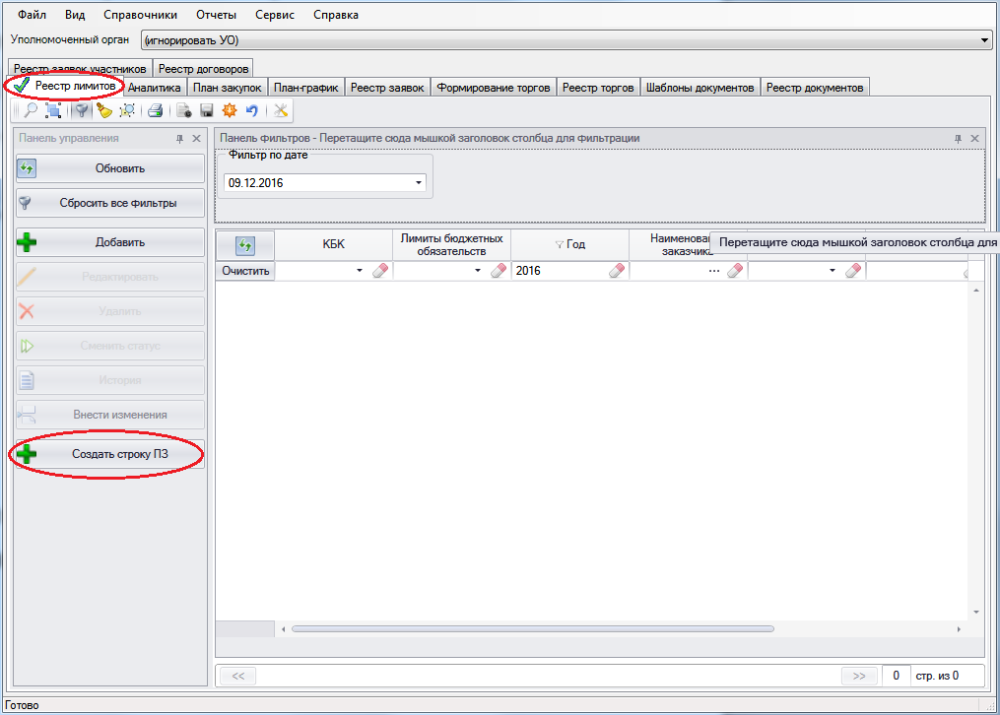 Файл Вид Справочники Отчеты Сервис Справка
Уполномоченный орган (игнорировать УО)
Реестр заявок участников Реестр договоров
Реестр лимитов Аналитика План закупок План-график Реестр заявок Формирование торгов Реестр торгов Шаблоны документов Реестр документов
Панель управления
Обновить
Сбросить все фильтры
Добавить
Редактировать
Удалить
Сменить статус
История
Внести изменения
Создать строку ПЗ
Панель Фильтров - Перетащите сюда мышкой заголовок столбца для Фильтрации
Фильтр по дате
09.12.2016
КБК
Лимиты бюджетных
обязательств
Год
Наименован
заказчика
Перетащите сюда мышкой заголовок столбца для
Очистить
2016
...
<< >> 0 стр. из 0
Готово